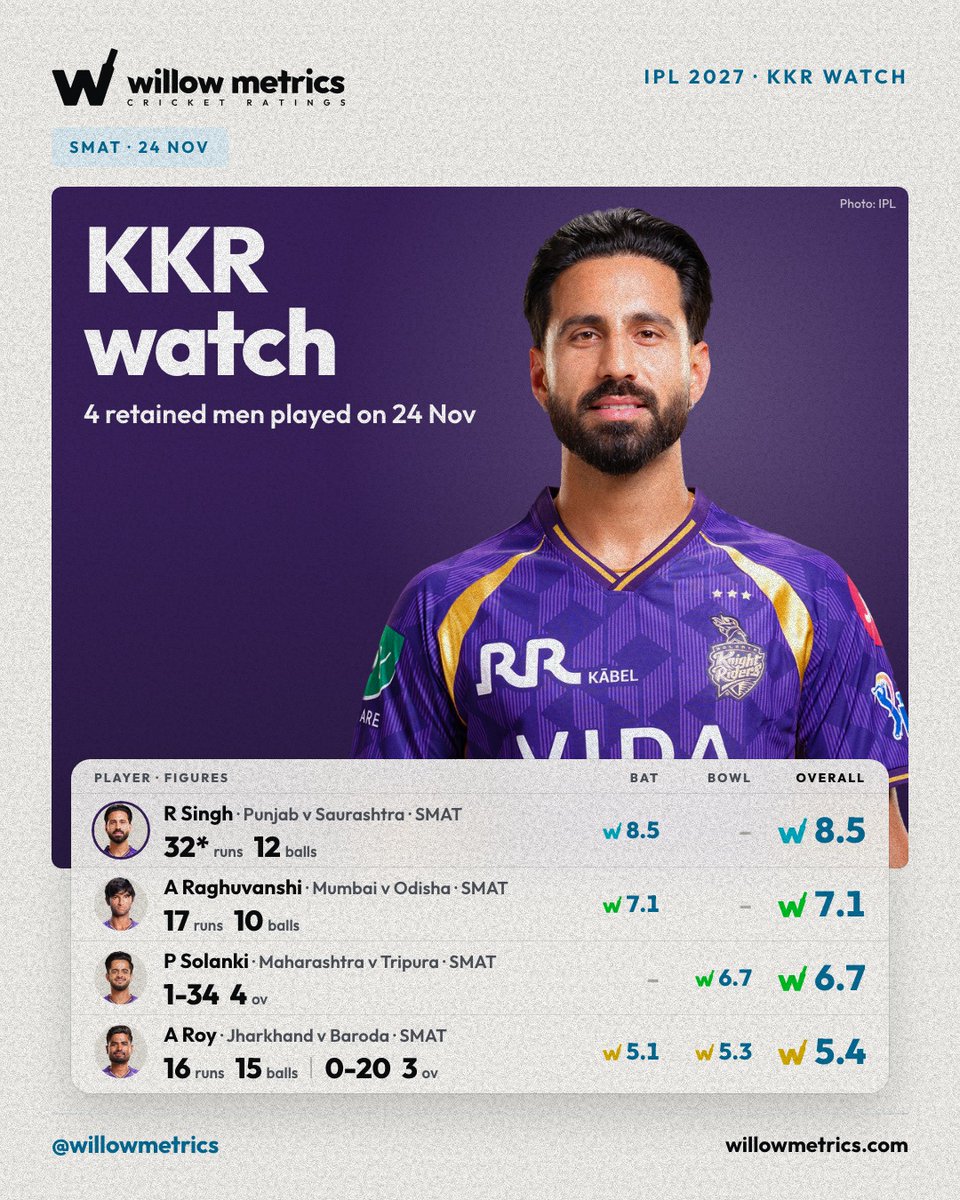 willow metrics
CRICKET RATINGS
IPL 2027 · KKR WATCH
SMAT · 24 NOV
Photo: IPL
KKR
watch
4 retained men played on 24 Nov
RR KĀBEL
Knight
Riders
ARE
VIDA
PLAYER · FIGURES BAT BOWL OVERALL
R Singh · Punjab v Saurashtra · SMAT
32* runs 12 balls
8.5 – 8.5
A Raghuvanshi · Mumbai v Odisha · SMAT
17 runs 10 balls
7.1 – 7.1
P Solanki · Maharashtra v Tripura · SMAT
1-34 4 ov
– 6.7 6.7
A Roy · Jharkhand v Baroda · SMAT
16 runs 15 balls | 0-20 3 ov
5.1 5.3 5.4
@willowmetrics
willowmetrics.com